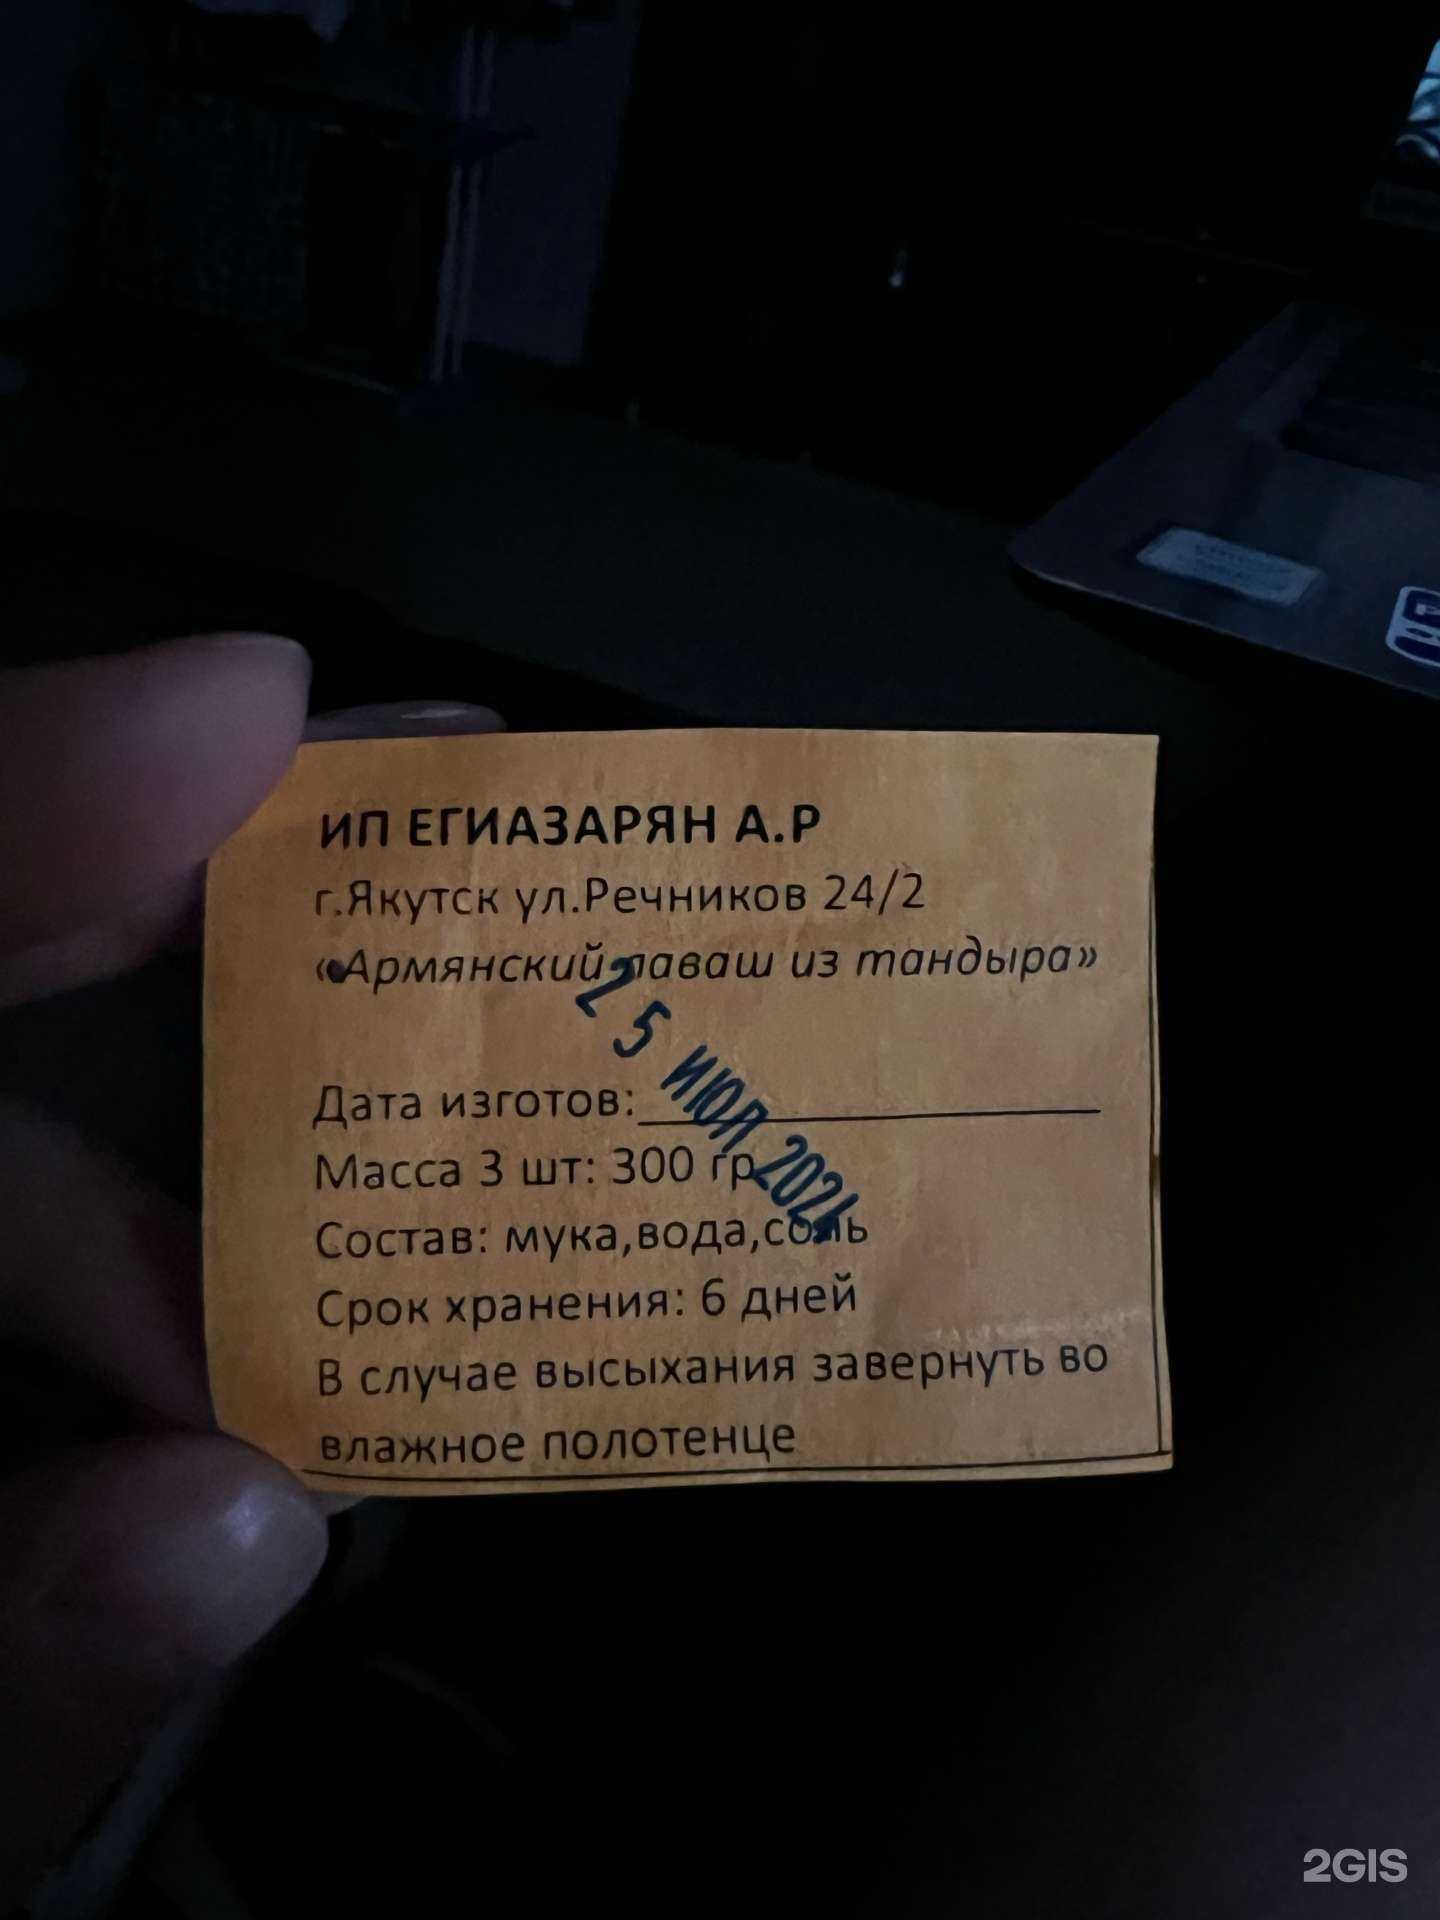 ИП ЕГИАЗАРЯН А.Р
г.Якутск ул.Речников 24/2
«Армянский лаваш из тандыра»
25 ИЮЛ 2024
Дата изготов:
Масса 3 шт: 300 гр
Состав: мука,вода,соль
Срок хранения: 6 дней
В случае высыхания завернуть во
влажное полотенце
2GIS